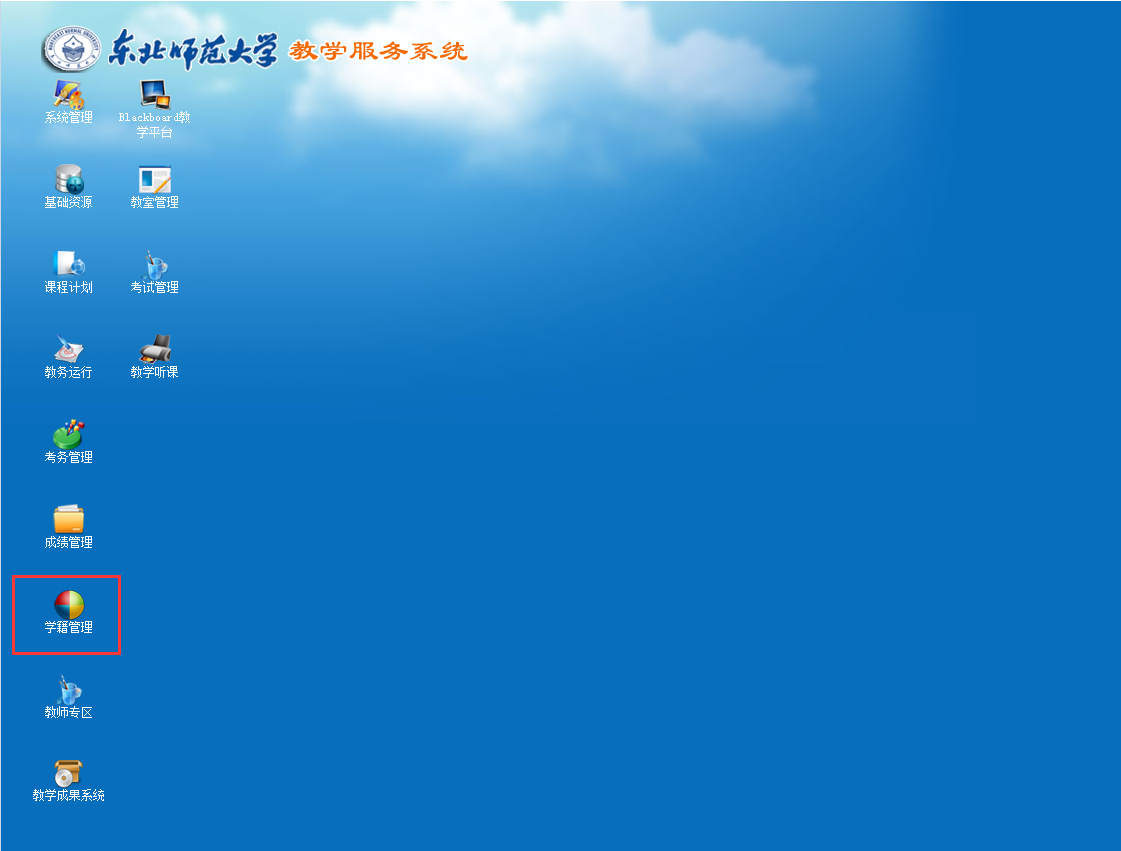 东北师范大学 教学服务系统
系统管理
Blackboard教
学平台
基础资源
教室管理
课程计划
考试管理
教务运行
教学听课
考务管理
成绩管理
学籍管理
教师专区
教学成果系统